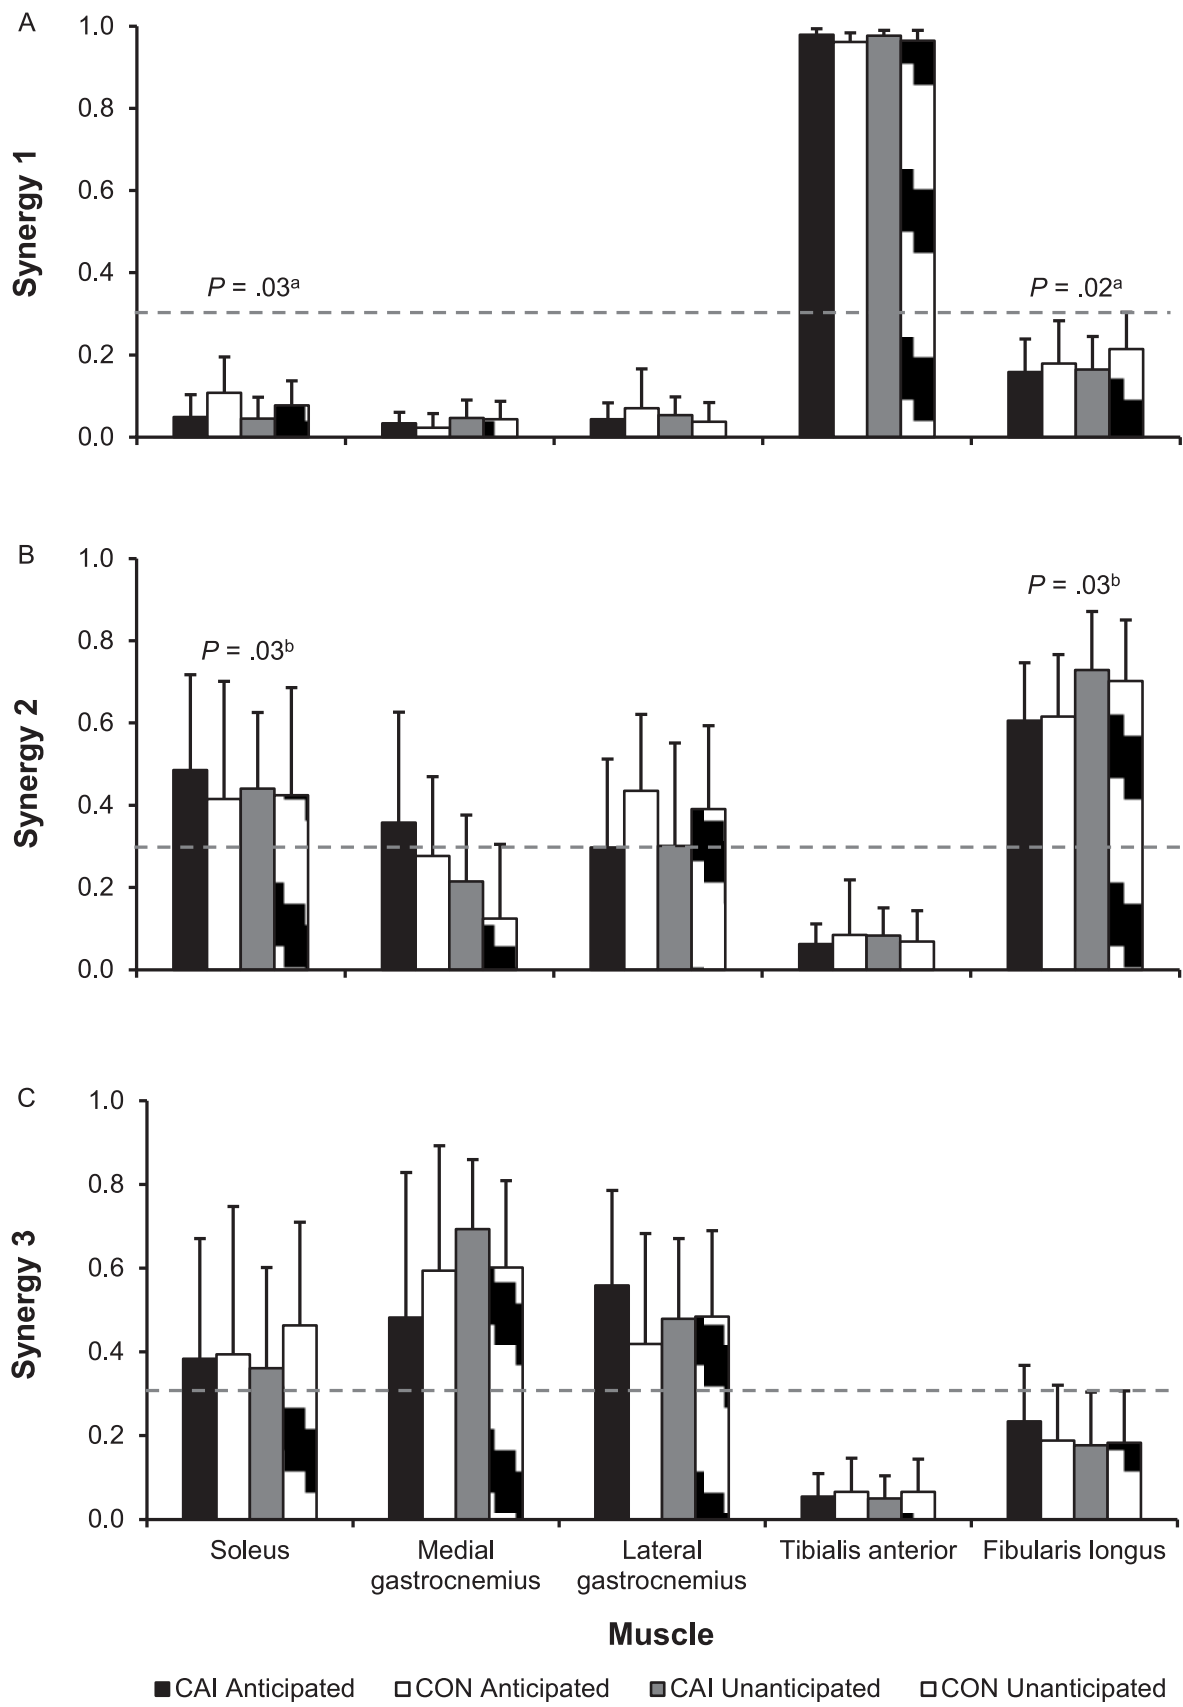 A
Synergy 1
1.0
0.8
0.6
0.4
0.2
0.0
P = .03ᵃ
P = .02ᵃ
B
Synergy 2
1.0
0.8
0.6
0.4
0.2
0.0
P = .03ᵇ
P = .03ᵇ
C
Synergy 3
1.0
0.8
0.6
0.4
0.2
0.0
Soleus
Medial
gastrocnemius
Lateral
gastrocnemius
Tibialis anterior
Fibularis longus
Muscle
CAI Anticipated CON Anticipated CAI Unanticipated CON Unanticipated